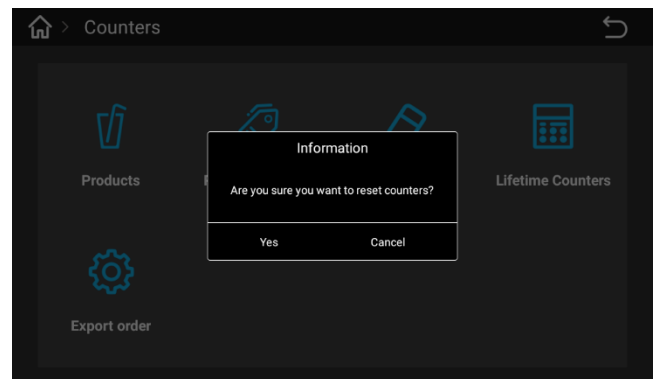 Counters
Information
Are you sure you want to reset counters?
Yes
Cancel
Products
Lifetime Counters
Export order